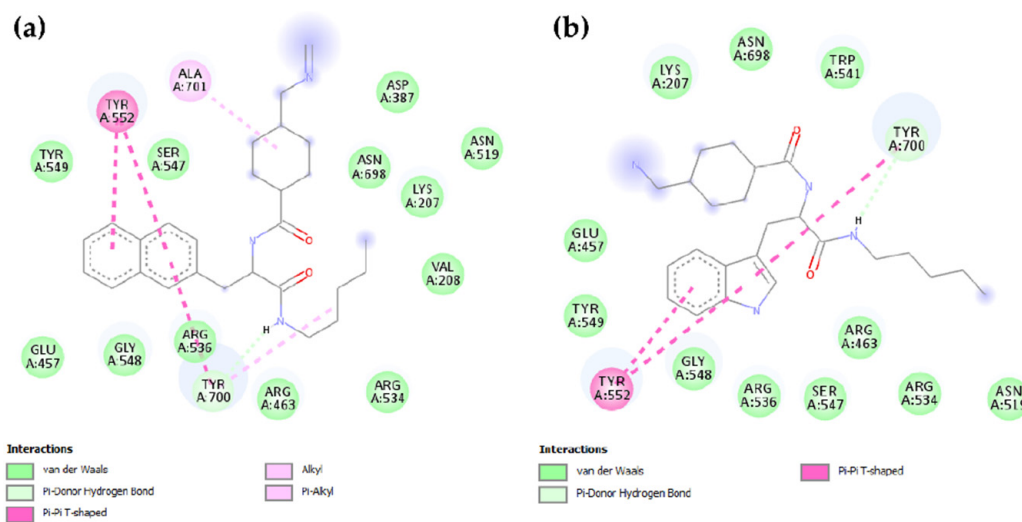 (a)
ALA
A:701
TYR
A:552
ASP
A:387
TYR
A:549
SER
A:547
ASN
A:519
ASN
A:698
LYS
A:207
N
N
O
O
N
H
VAL
A:208
GLU
A:457
GLY
A:548
ARG
A:536
TYR
A:700
ARG
A:463
ARG
A:534
Interactions
van der Waals
Pi-Donor Hydrogen Bond
Pi-Pi T-shaped
Alkyl
Pi-Alkyl
(b)
ASN
A:698
LYS
A:207
TRP
A:541
TYR
A:700
N
O
N
H
N
O
N
GLU
A:457
TYR
A:549
TYR
A:552
GLY
A:548
ARG
A:536
SER
A:547
ARG
A:463
ARG
A:534
ASN
A:519
Interactions
van der Waals
Pi-Donor Hydrogen Bond
Pi-Pi T-shaped